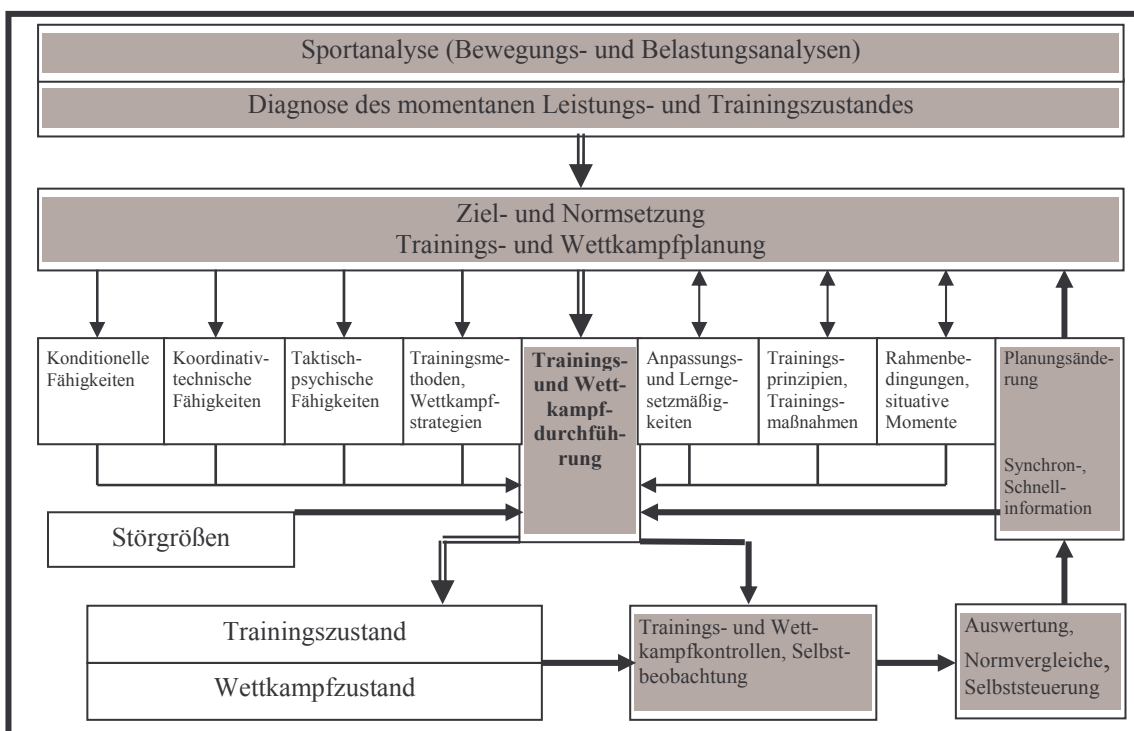 Sportanalyse (Bewegungs- und Belastungsanalysen)
Diagnose des momentanen Leistungs- und Trainingszustandes
Ziel- und Normsetzung
Trainings- und Wettkampfplanung
Konditionelle
Fähigkeiten
Koordinativ-
technische
Fähigkeiten
Taktisch-
psychische
Fähigkeiten
Trainingsme-
thoden,
Wettkampf-
strategien
Trainings-
und Wett-
kampf-
durchfüh-
rung
Anpassungs-
und Lernge-
setzmäßig-
keiten
Trainings-
prinzipien,
Trainings-
maßnahmen
Rahmenbe-
dingungen,
situative
Momente
Planungsände-
rung
Synchron-,
Schnell-
information
Störgrößen
Trainingszustand
Wettkampfzustand
Trainings- und Wett-
kampfkontrollen, Selbst-
beobachtung
Auswertung,
Normvergleiche,
Selbststeuerung